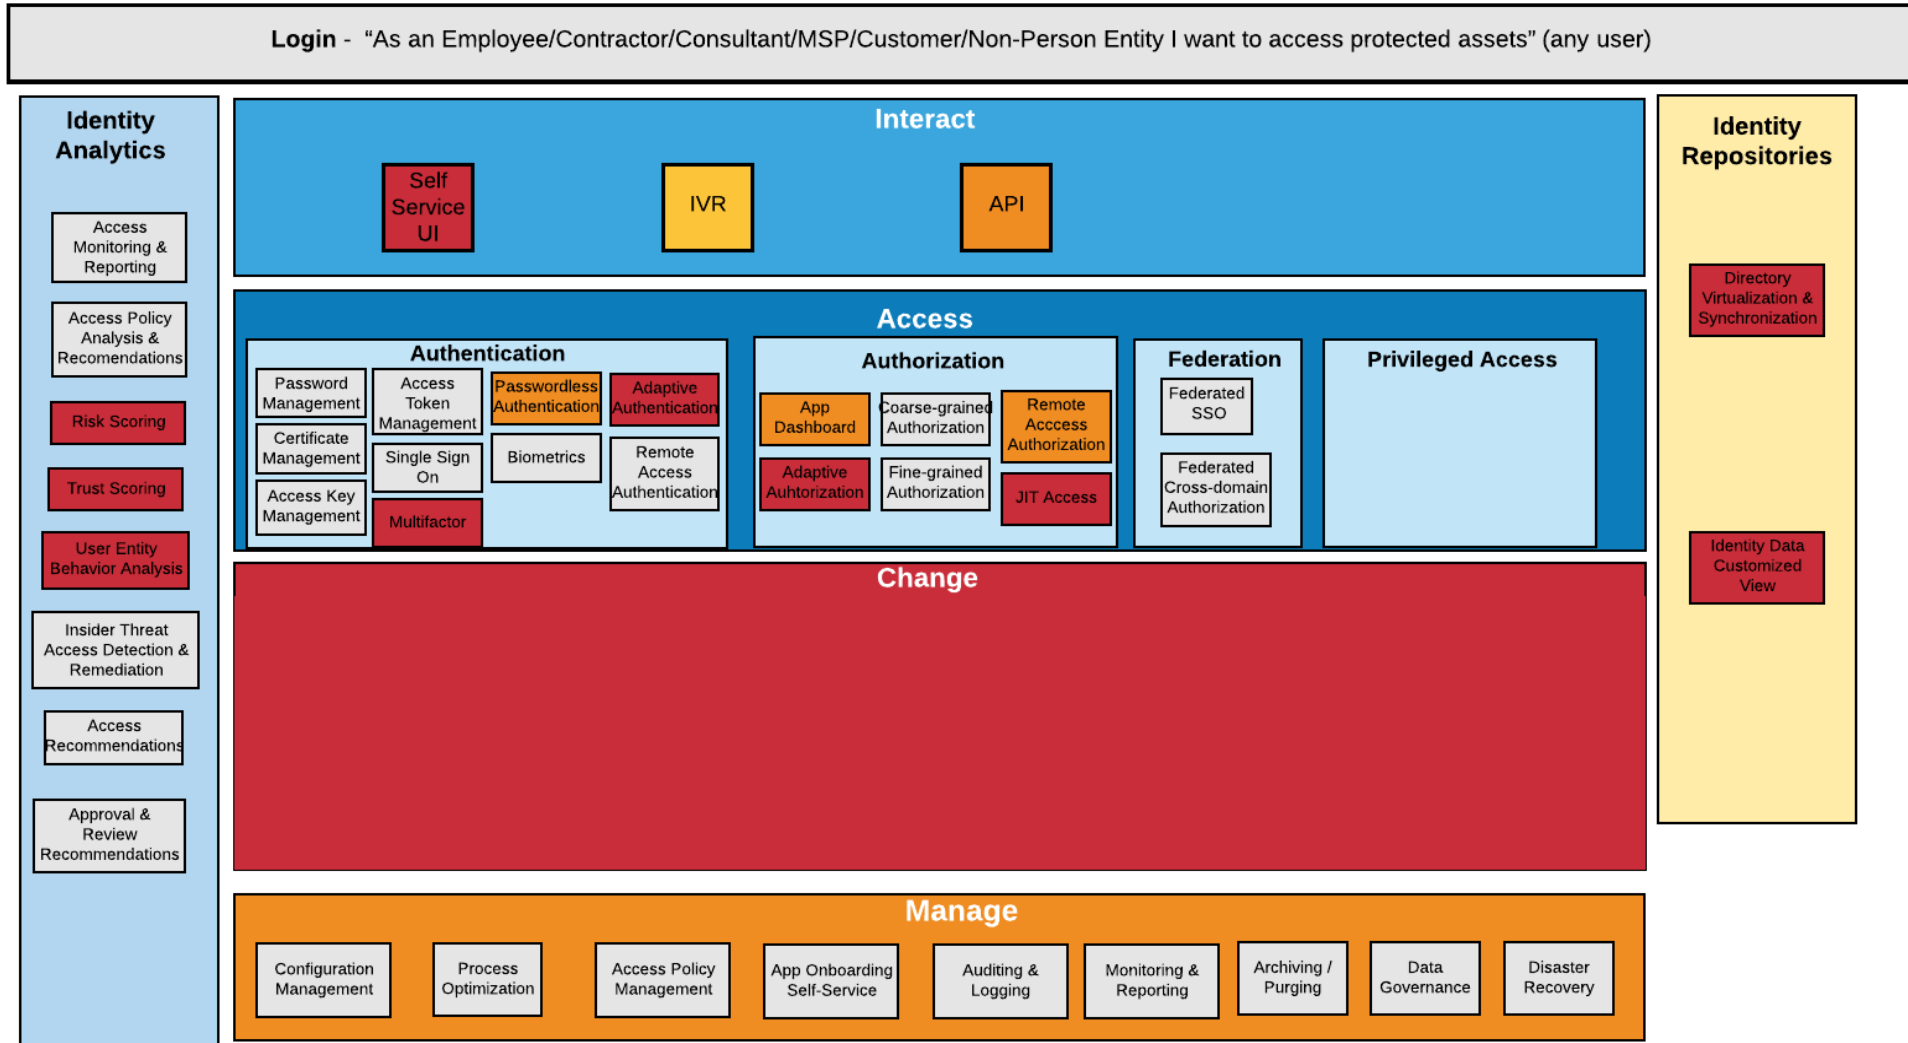 Login - “As an Employee/Contractor/Consultant/MSP/Customer/Non-Person Entity I want to access protected assets” (any user)
Identity
Analytics
Access
Monitoring &
Reporting
Access Policy
Analysis &
Recomendations
Risk Scoring
Trust Scoring
User Entity
Behavior Analysis
Insider Threat
Access Detection &
Remediation
Access
Recommendations
Approval &
Review
Recommendations
Interact
Self
Service
UI
IVR
API
Access
Authentication
Password
Management
Certificate
Management
Access Key
Management
Access
Token
Management
Single Sign
On
Multifactor
Passwordless
Authentication
Biometrics
Adaptive
Authentication
Remote
Access
Authentication
Authorization
App
Dashboard
Adaptive
Auhtorization
Coarse-grained
Authorization
Fine-grained
Authorization
Remote
Acccess
Authorization
JIT Access
Federation
Federated
SSO
Federated
Cross-domain
Authorization
Privileged Access
Change
Manage
Configuration
Management
Process
Optimization
Access Policy
Management
App Onboarding
Self-Service
Auditing &
Logging
Monitoring &
Reporting
Archiving /
Purging
Data
Governance
Disaster
Recovery
Identity
Repositories
Directory
Virtualization &
Synchronization
Identity Data
Customized
View